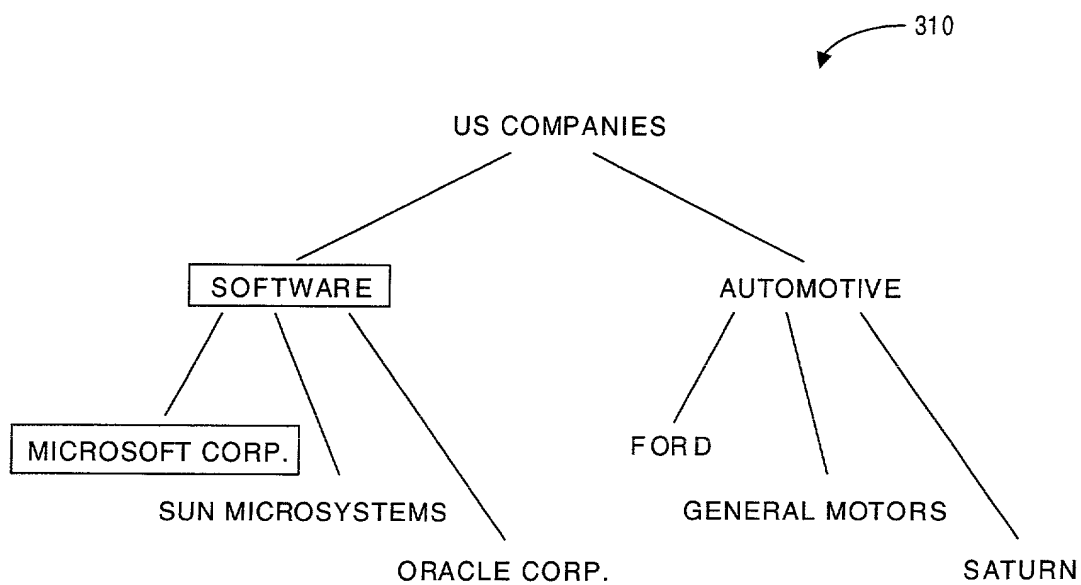 310
US COMPANIES
SOFTWARE
AUTOMOTIVE
MICROSOFT CORP.
FORD
SUN MICROSYSTEMS
GENERAL MOTORS
ORACLE CORP.
SATURN